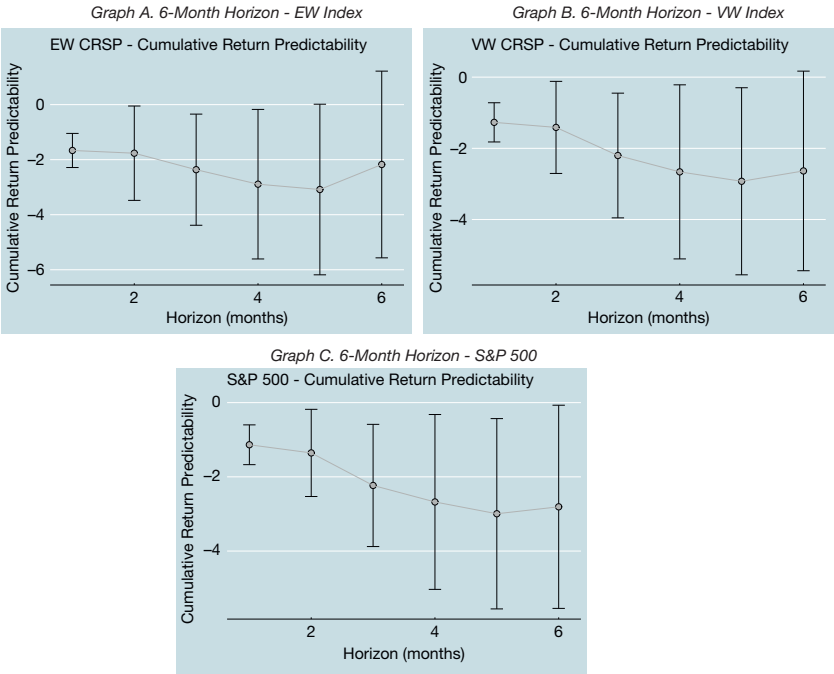 Graph A. 6-Month Horizon - EW Index
EW CRSP - Cumulative Return Predictability
Cumulative Return Predictability
0
−2
−4
−6
2
4
6
Horizon (months)
Graph B. 6-Month Horizon - VW Index
VW CRSP - Cumulative Return Predictability
Cumulative Return Predictability
0
−2
−4
2
4
6
Horizon (months)
Graph C. 6-Month Horizon - S&P 500
S&P 500 - Cumulative Return Predictability
Cumulative Return Predictability
0
−2
−4
2
4
6
Horizon (months)